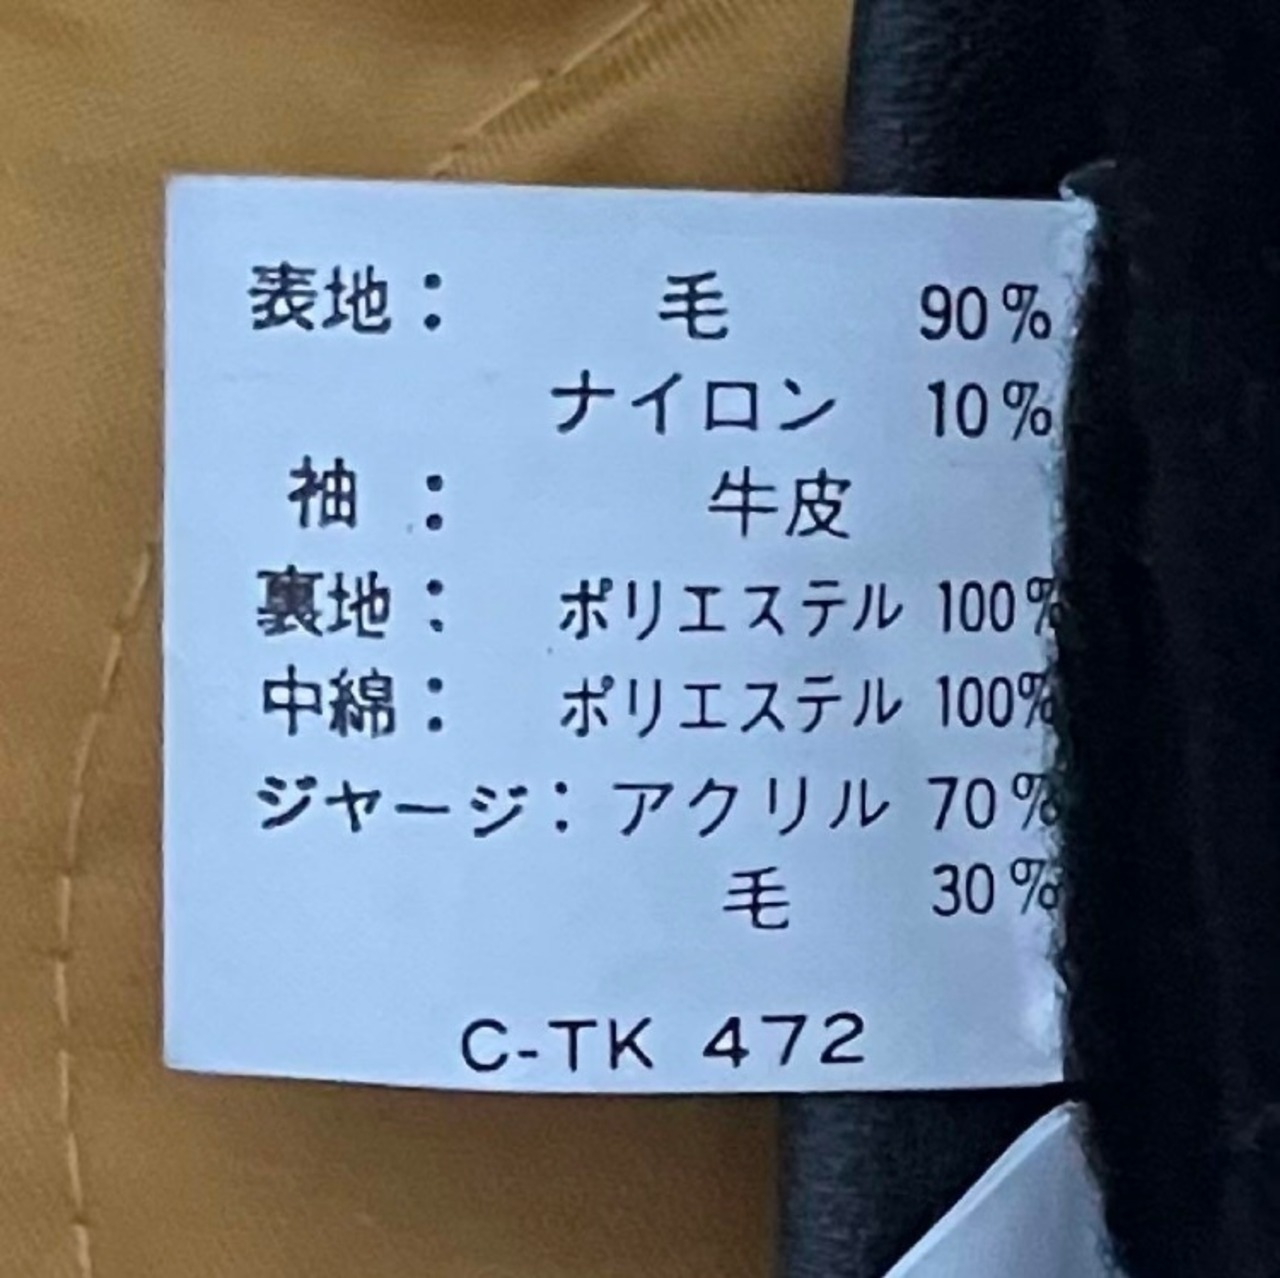 表地： 毛 90%
ナイロン 10%
袖 ： 牛皮
裏地： ポリエステル 100%
中綿： ポリエステル 100%
ジャージ： アクリル 70%
毛 30%
C-TK 472